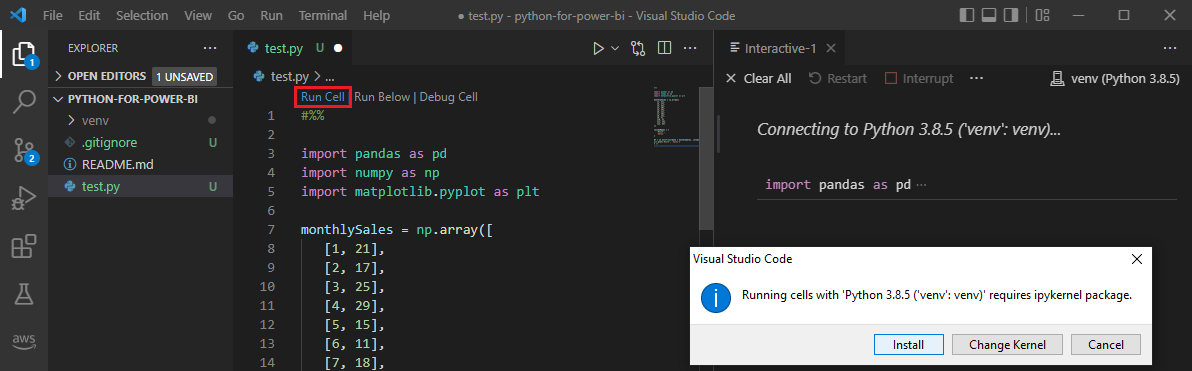 File Edit View Go Run Terminal Help
● test.py - python-for-power-bi - Visual Studio Code
EXPLORER
OPEN EDITORS 1 UNSAVED
PYTHON-FOR-POWER-BI
venv
.gitignore U
README.md
test.py U
1
2
aws
test.py U
test.py > ...
Run Cell | Run Below | Debug Cell
1 #%%
2
3 import pandas as pd
4 import numpy as np
5 import matplotlib.pyplot as plt
6
7 monthlySales = np.array([
8 [1, 21],
9 [2, 17],
10 [3, 25],
11 [4, 29],
12 [5, 15],
13 [6, 11],
14 [7, 18],
Interactive-1
Clear All Restart Interrupt ... venv (Python 3.8.5)
Connecting to Python 3.8.5 ('venv': venv)...
import pandas as pd ...
Visual Studio Code
Running cells with 'Python 3.8.5 ('venv': venv)' requires ipykernel package.
Install Change Kernel Cancel